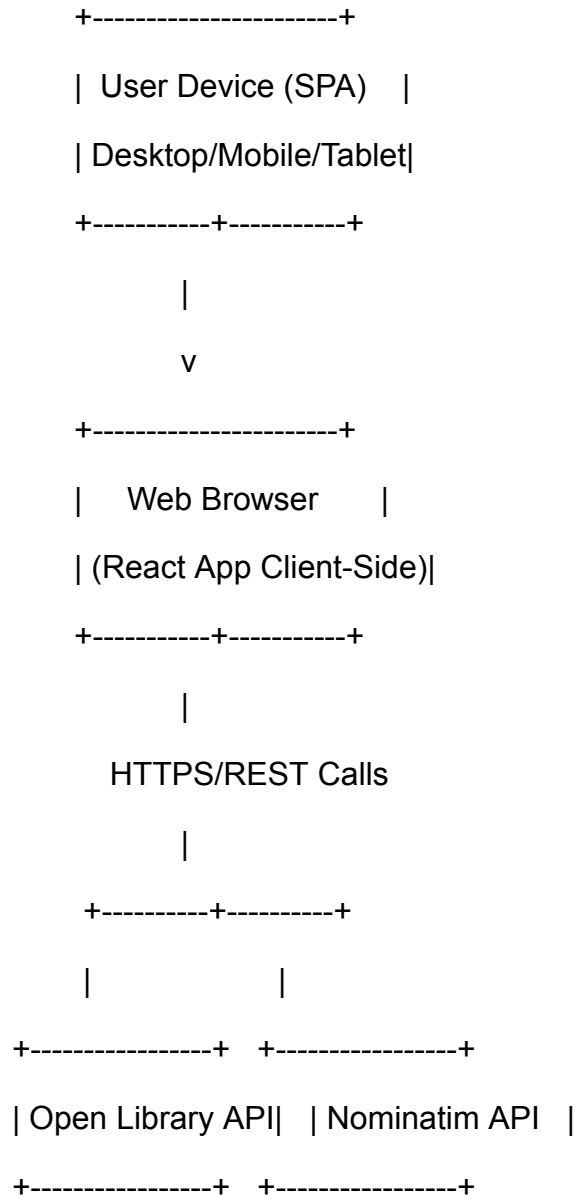 +-----------------------+
| User Device (SPA) |
| Desktop/Mobile/Tablet|
+-----------+-----------+
|
v
+-----------------------+
| Web Browser |
| (React App Client-Side)|
+-----------+-----------+
|
HTTPS/REST Calls
|
+----------+----------+
| |
+-----------------+ +-----------------+
| Open Library API| | Nominatim API |
+-----------------+ +-----------------+